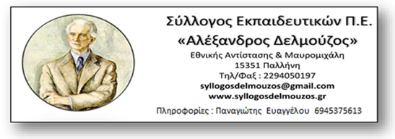 Σύλλογος Εκπαιδευτικών Π.Ε.
«Αλέξανδρος Δελμούζος»
Εθνικής Αντίστασης & Μαυρομιχάλη
15351 Παλλήνη
Τηλ/Φαξ : 2294050197
syllogosdelmouzos@gmail.com
www.syllogosdelmouzos.gr
Πληροφορίες : Παναγιώτης Ευαγγέλου 6945375613